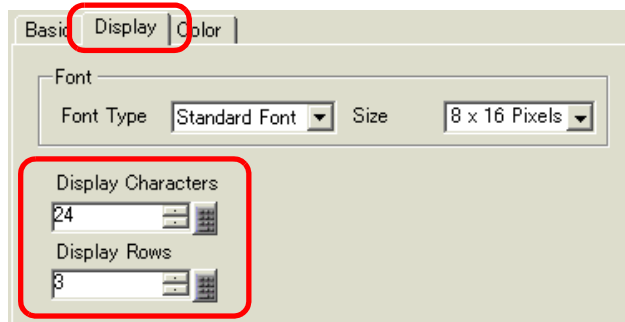 Basic Display Color
Font
Font Type Standard Font Size 8 x 16 Pixels
Display Characters
24
Display Rows
3